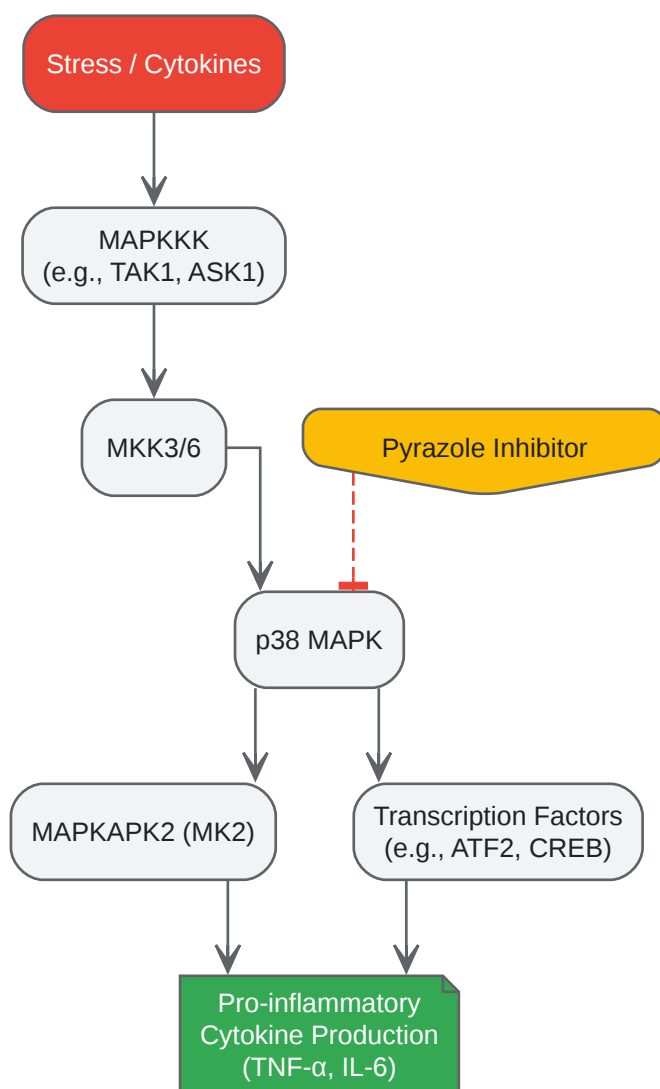 Stress / Cytokines
MAPKKK
(e.g., TAK1, ASK1)
MKK3/6
Pyrazole Inhibitor
p38 MAPK
MAPKAPK2 (MK2)
Transcription Factors
(e.g., ATF2, CREB)
Pro-inflammatory
Cytokine Production
(TNF-α, IL-6)